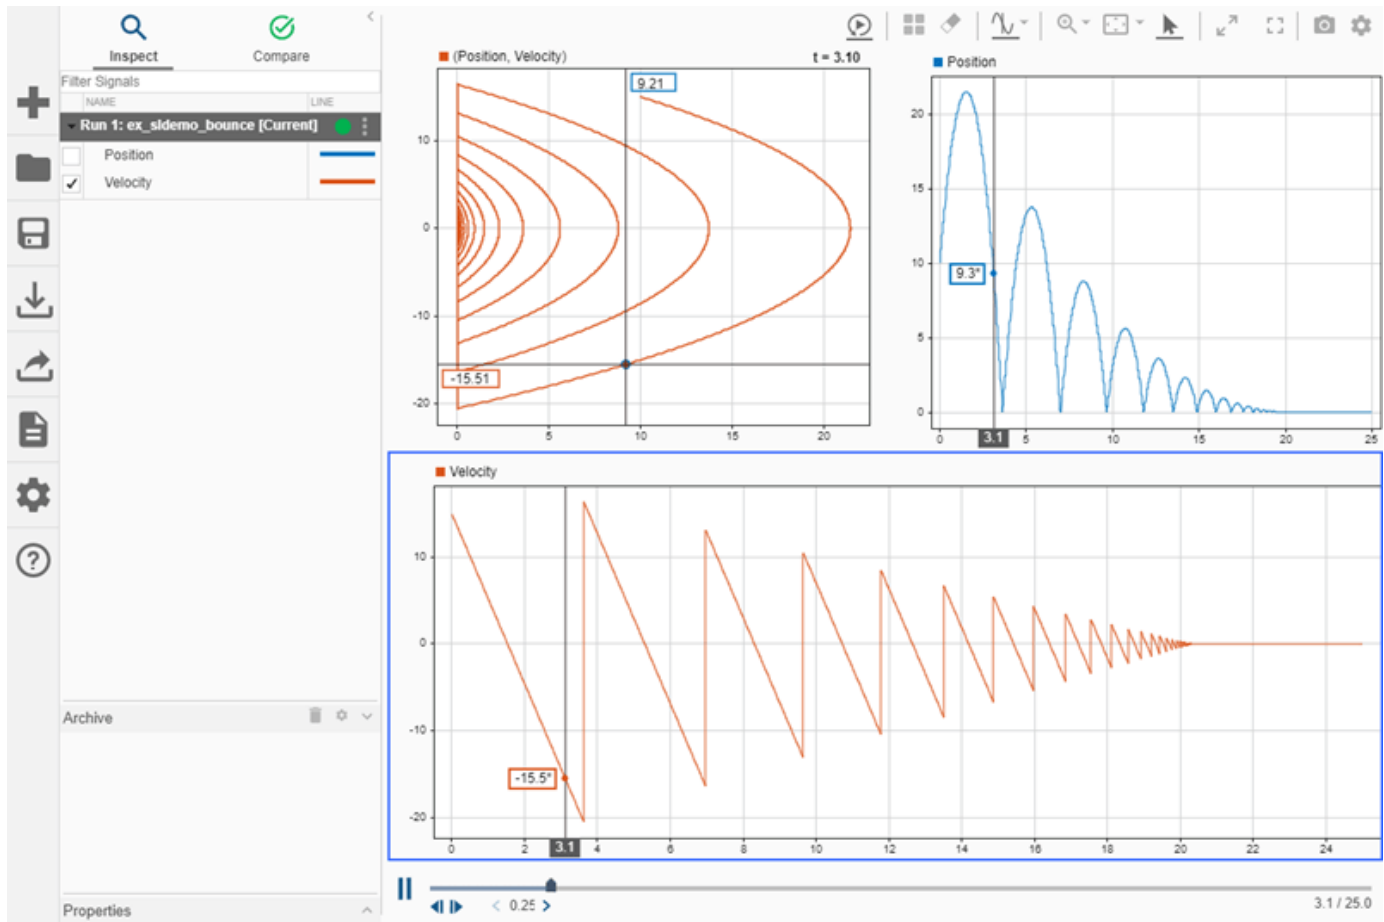 Inspect
Compare
Filter Signals
NAME LINE
Run 1: ex_sldemo_bounce [Current]
Position
Velocity
Archive
Properties
(Position, Velocity) t = 3.10
9.21
10
0
-10
-15.51
-20
0 5 10 15 20
Position
20
15
10
9.3*
5
0
0 3.1 5 10 15 20 25
Velocity
10
0
-10
-15.5*
-20
0 2 3.1 4 6 8 10 12 14 16 18 20 22 24
0.25
3.1 / 25.0